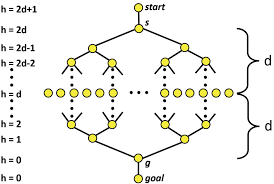 h = 2d+1
start
h = 2d
s
h = 2d-1
h = 2d-2
d
h = d
d
h = 2
h = 1
h = 0
g
h = 0
goal